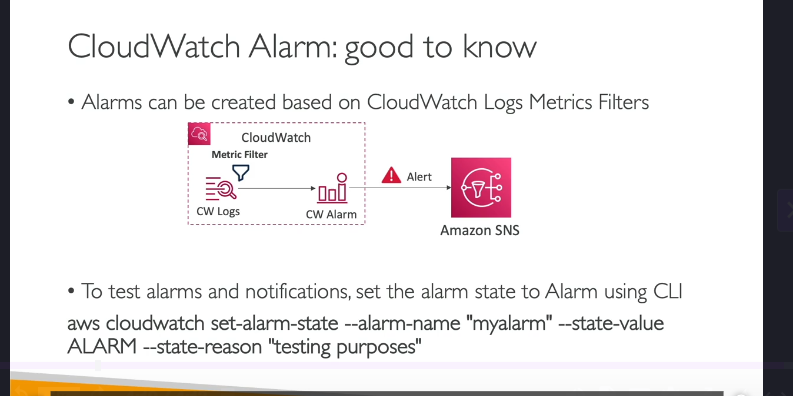 CloudWatch Alarm: good to know
• Alarms can be created based on CloudWatch Logs Metrics Filters
CloudWatch
Metric Filter
CW Logs
CW Alarm
Alert
Amazon SNS
• To test alarms and notifications, set the alarm state to Alarm using CLI
aws cloudwatch set-alarm-state --alarm-name "myalarm" --state-value
ALARM --state-reason "testing purposes"